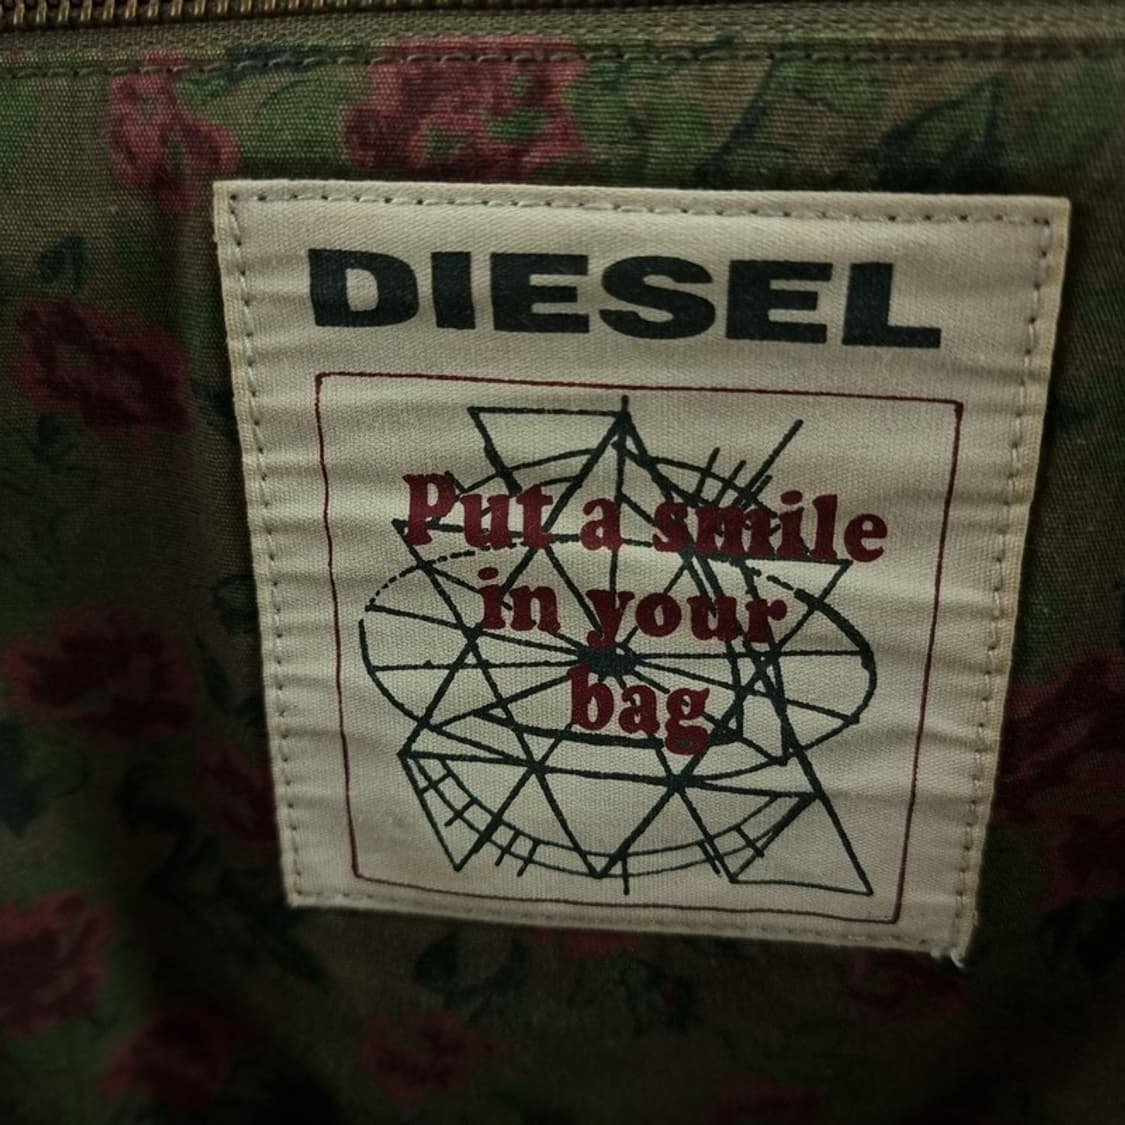 DIESEL
Put a smile
in your
bag